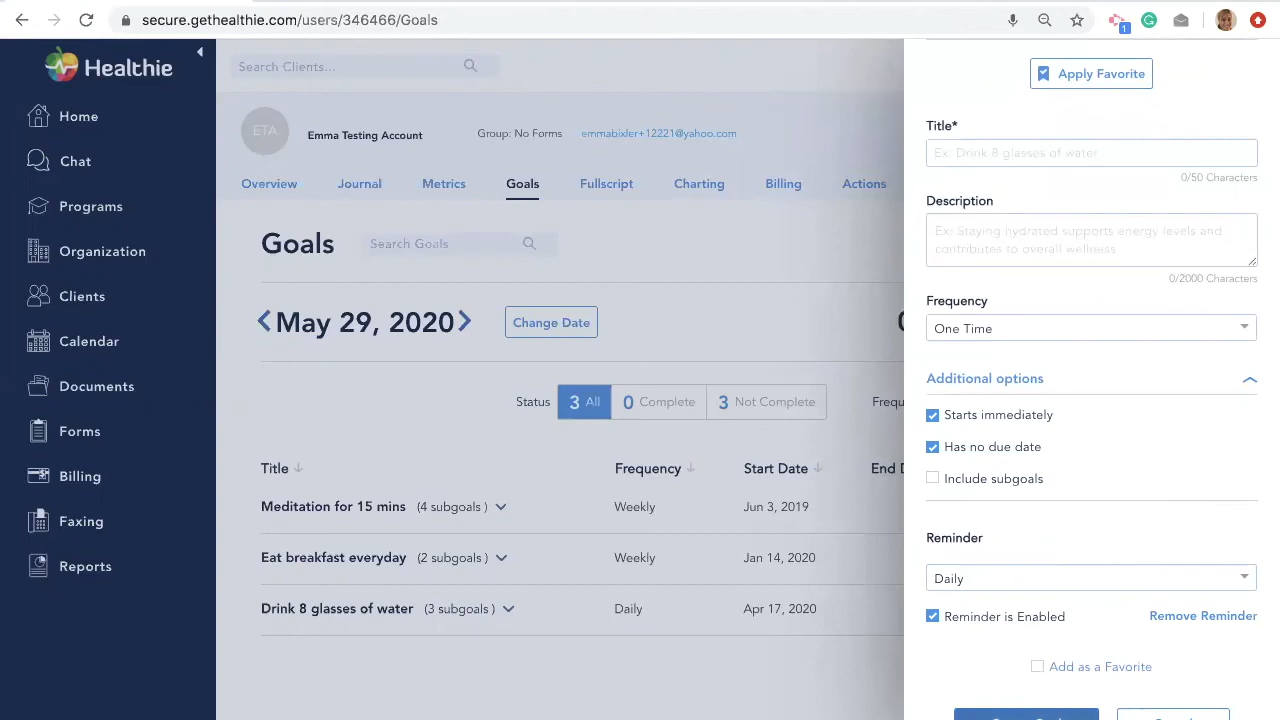 secure.gethealthie.com/users/346466/Goals
1
Healthie
Home
Chat
Programs
Organization
Clients
Calendar
Documents
Forms
Billing
Faxing
Reports
Search Clients...
ETA
Emma Testing Account
Group: No Forms
emmabixler+12221@yahoo.com
Overview
Journal
Metrics
Goals
Fullscript
Charting
Billing
Actions
Goals
Search Goals
May 29, 2020
Change Date
Status
3 All
0 Complete
3 Not Complete
Title
Frequency
Start Date
Meditation for 15 mins (4 subgoals )
Weekly
Jun 3, 2019
Eat breakfast everyday (2 subgoals )
Weekly
Jan 14, 2020
Drink 8 glasses of water (3 subgoals )
Daily
Apr 17, 2020
Apply Favorite
Title*
Ex: Drink 8 glasses of water
0/50 Characters
Description
Ex: Staying hydrated supports energy levels and
contributes to overall wellness
0/2000 Characters
Frequency
One Time
Additional options
Starts immediately
Has no due date
Include subgoals
Reminder
Daily
Reminder is Enabled
Remove Reminder
Add as a Favorite